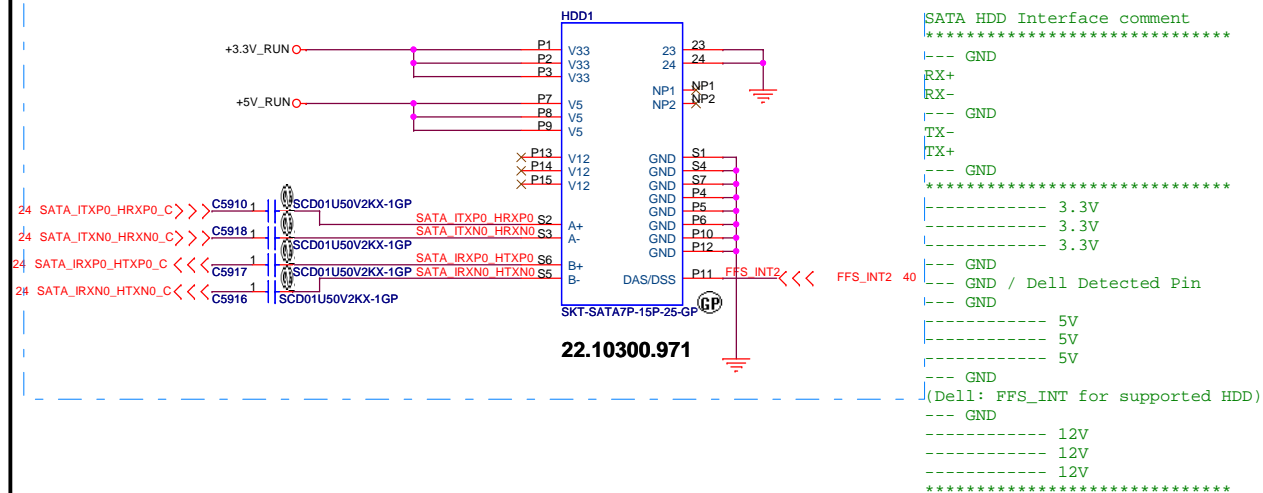 HDD1
+3.3V_RUN P1 V33 23 23
P2 V33 24 24
P3 V33
NP1 NP1
+5V_RUN P7 V5 NP2 NP2
P8 V5
P9 V5
P13 V12 GND S1
P14 V12 GND S4
P15 V12 GND S7
GND P4
GND P5
GND P6
GND P10
GND P12
24 SATA_ITXP0_HRXP0_C C5910 1 SCD01U50V2KX-1GP SATA_ITXP0_HRXP0 S2 A+
24 SATA_ITXN0_HRXN0_C C5918 1 SCD01U50V2KX-1GP SATA_ITXN0_HRXN0 S3 A-
24 SATA_IRXP0_HTXP0_C C5917 1 SCD01U50V2KX-1GP SATA_IRXP0_HTXP0 S6 B+
24 SATA_IRXN0_HTXN0_C C5916 1 SCD01U50V2KX-1GP SATA_IRXN0_HTXN0 S5 B-
DAS/DSS P11 FFS_INT2 FFS_INT2 40
SKT-SATA7P-15P-25-GP GP
22.10300.971
SATA HDD Interface comment
******************************
--- GND
RX+
RX-
--- GND
TX-
TX+
--- GND
******************************
------------ 3.3V
------------ 3.3V
------------ 3.3V
--- GND
--- GND / Dell Detected Pin
--- GND
------------ 5V
------------ 5V
------------ 5V
--- GND
(Dell: FFS_INT for supported HDD)
--- GND
------------ 12V
------------ 12V
------------ 12V
******************************